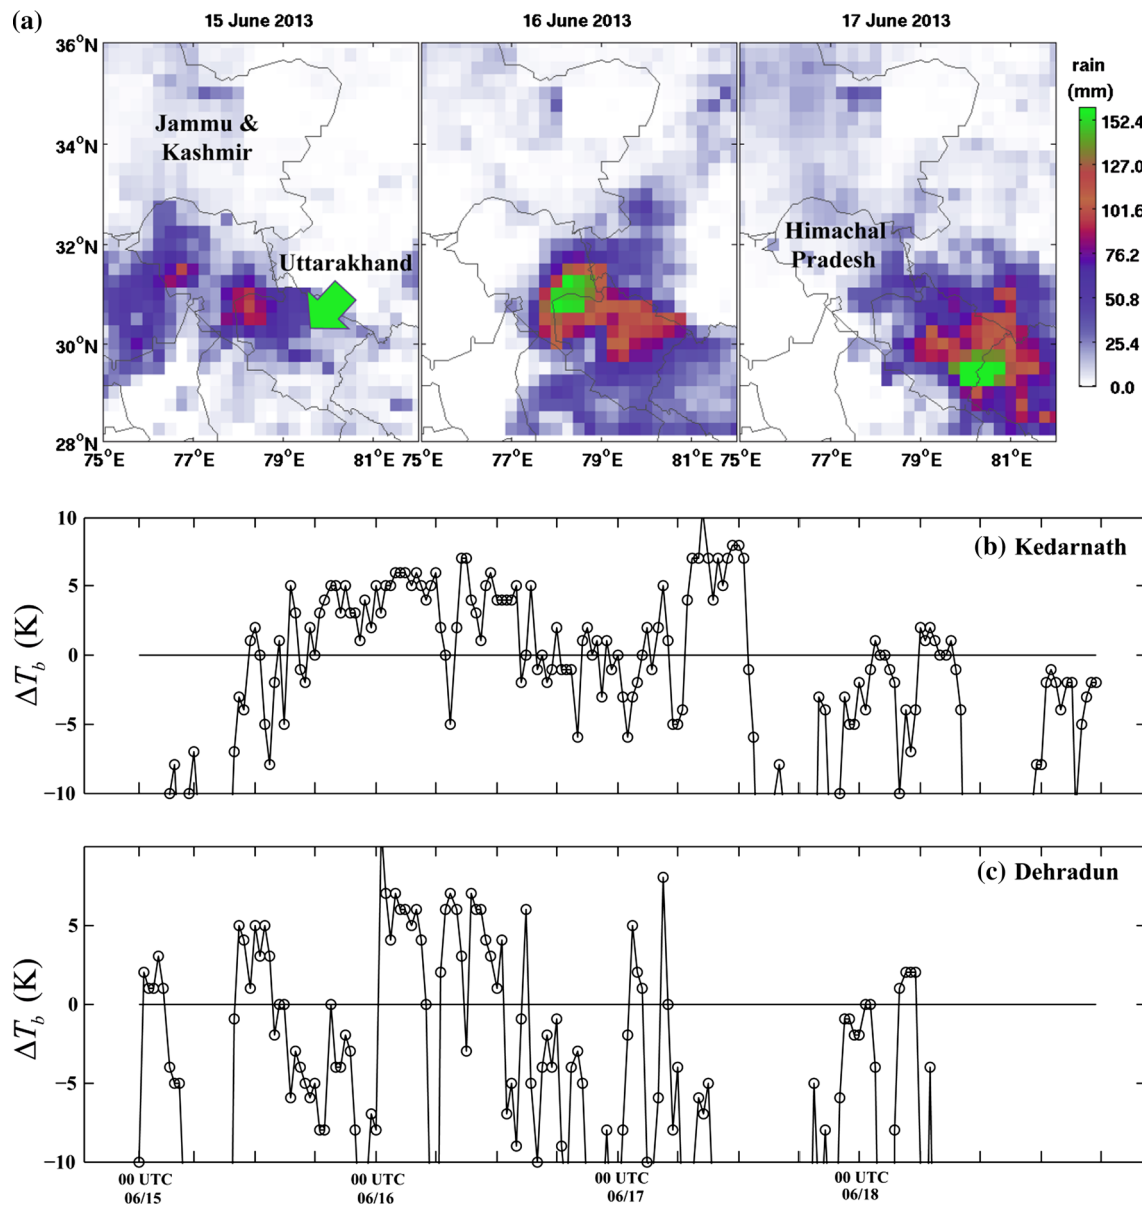 (a)
15 June 2013
16 June 2013
17 June 2013
36°N
34°N
32°N
30°N
28°N
Jammu &
Kashmir
Uttarakhand
Himachal
Pradesh
rain
(mm)
152.4
127.0
101.6
76.2
50.8
25.4
0.0
75°E 77°E 79°E 81°E 75°E 77°E 79°E 81°E 75°E 77°E 79°E 81°E
(b) Kedarnath
ΔTb (K)
10
5
0
−5
−10
(c) Dehradun
ΔTb (K)
5
0
−5
−10
00 UTC
06/15
00 UTC
06/16
00 UTC
06/17
00 UTC
06/18